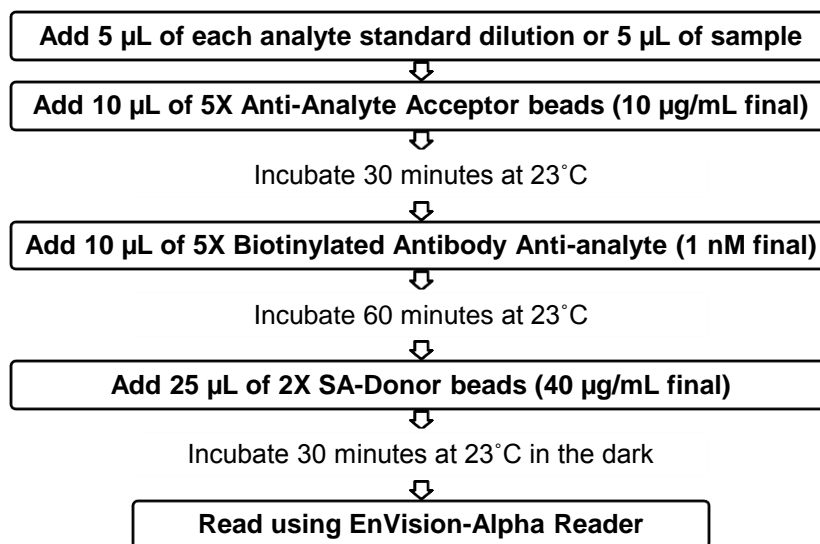 Add 5 µL of each analyte standard dilution or 5 µL of sample
Add 10 µL of 5X Anti-Analyte Acceptor beads (10 µg/mL final)
Incubate 30 minutes at 23˚C
Add 10 µL of 5X Biotinylated Antibody Anti-analyte (1 nM final)
Incubate 60 minutes at 23˚C
Add 25 µL of 2X SA-Donor beads (40 µg/mL final)
Incubate 30 minutes at 23˚C in the dark
Read using EnVision-Alpha Reader